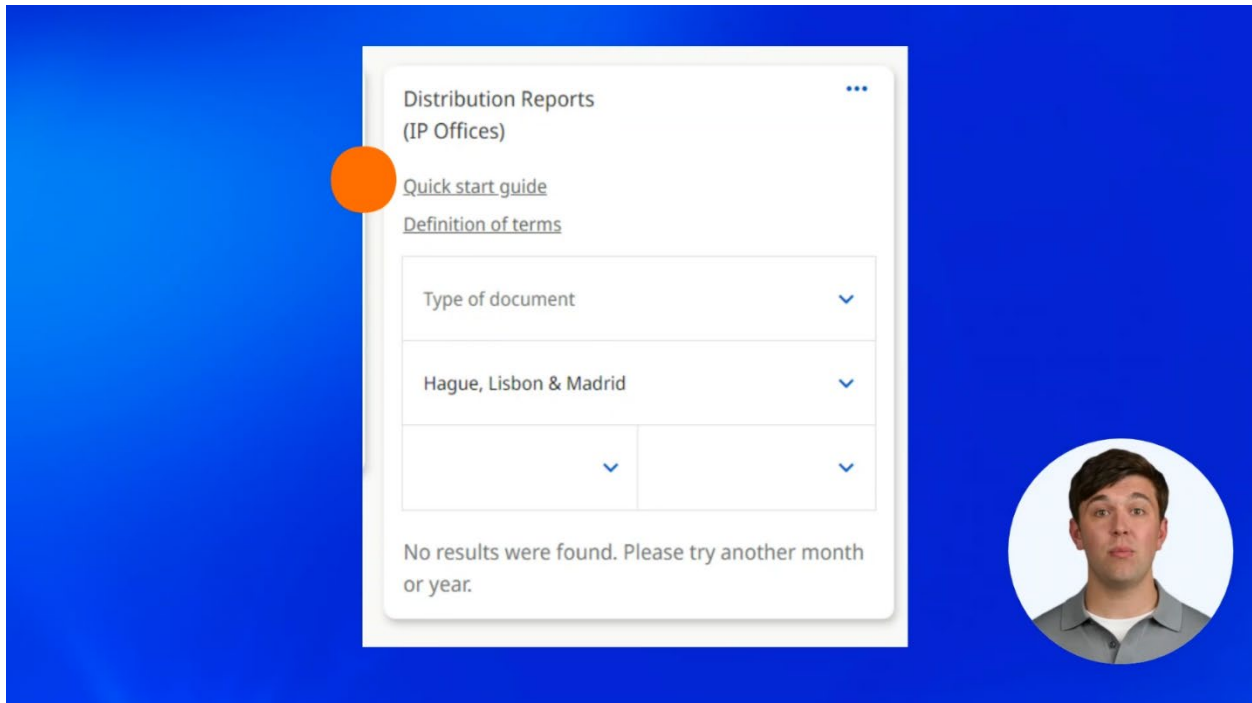 Distribution Reports
(IP Offices)
Quick start guide
Definition of terms
Type of document
Hague, Lisbon & Madrid
No results were found. Please try another month
or year.